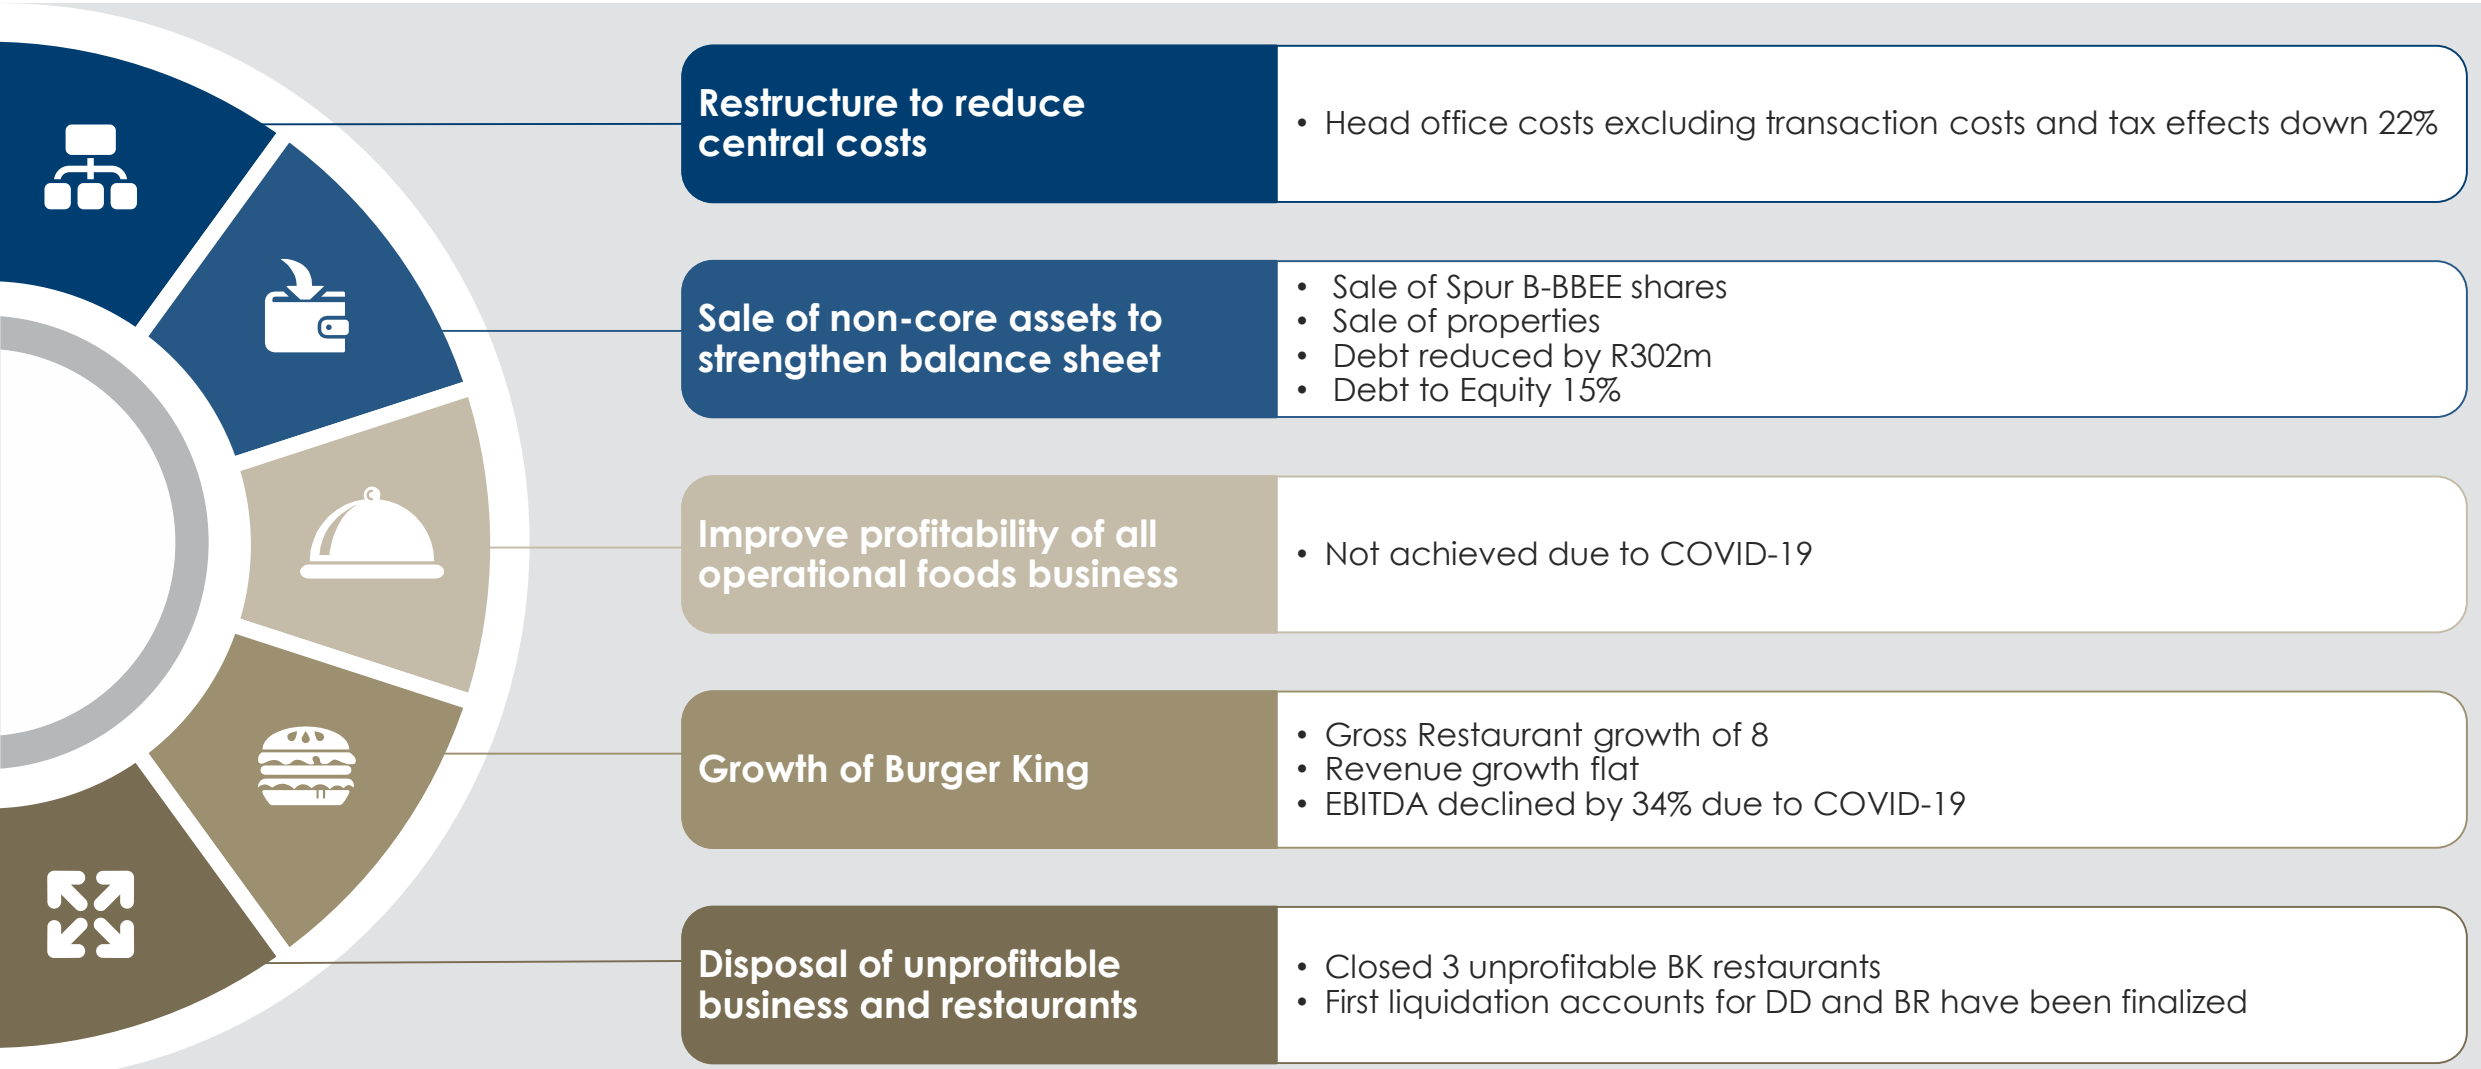 Restructure to reduce
central costs
• Head office costs excluding transaction costs and tax effects down 22%
Sale of non-core assets to
strengthen balance sheet
• Sale of Spur B-BBEE shares
• Sale of properties
• Debt reduced by R302m
• Debt to Equity 15%
Improve profitability of all
operational foods business
• Not achieved due to COVID-19
Growth of Burger King
• Gross Restaurant growth of 8
• Revenue growth flat
• EBITDA declined by 34% due to COVID-19
Disposal of unprofitable
business and restaurants
• Closed 3 unprofitable BK restaurants
• First liquidation accounts for DD and BR have been finalized